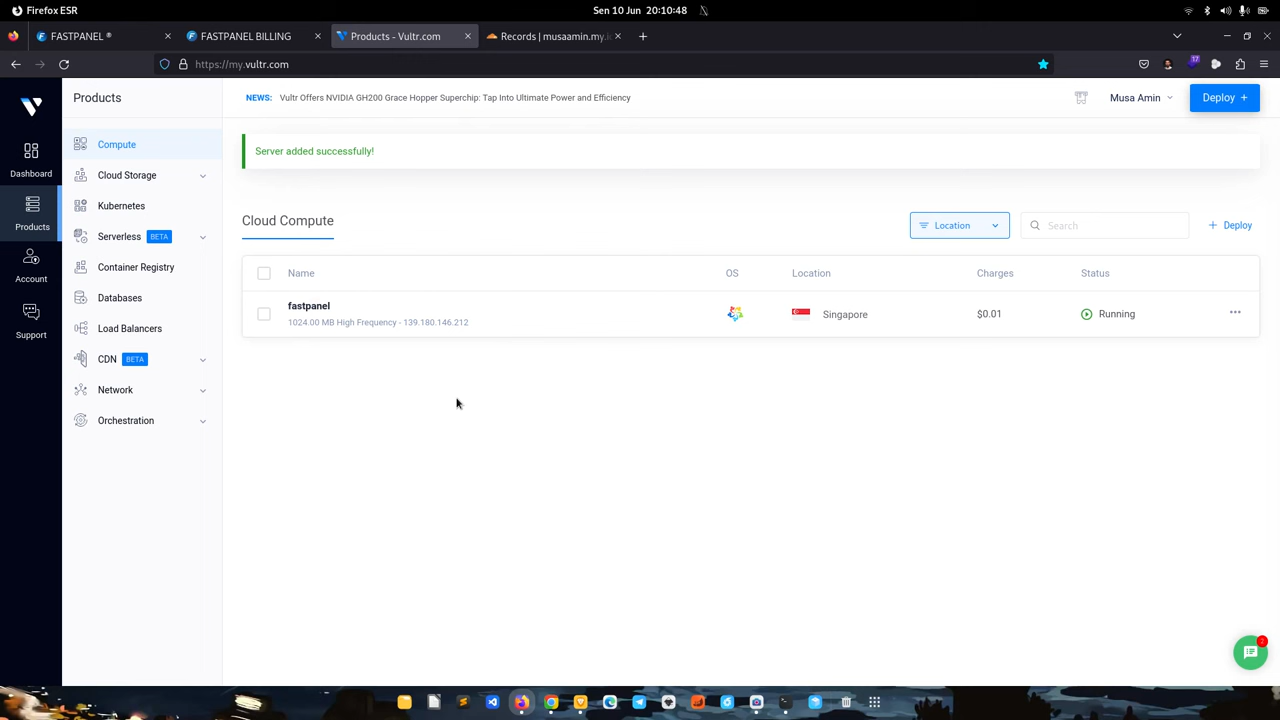 Firefox ESR
Sen 10 Jun 20:10:48
FASTPANEL ®
FASTPANEL BILLING
Products - Vultr.com
Records | musaamin.my.i
https://my.vultr.com
17
Products
NEWS: Vultr Offers NVIDIA GH200 Grace Hopper Superchip: Tap Into Ultimate Power and Efficiency
Musa Amin
Deploy +
Dashboard
Products
Account
Support
Compute
Cloud Storage
Kubernetes
Serverless BETA
Container Registry
Databases
Load Balancers
CDN BETA
Network
Orchestration
Server added successfully!
Cloud Compute
Location
Search
+ Deploy
Name OS Location Charges Status
fastpanel
1024.00 MB High Frequency - 139.180.146.212
Singapore $0.01 Running
2